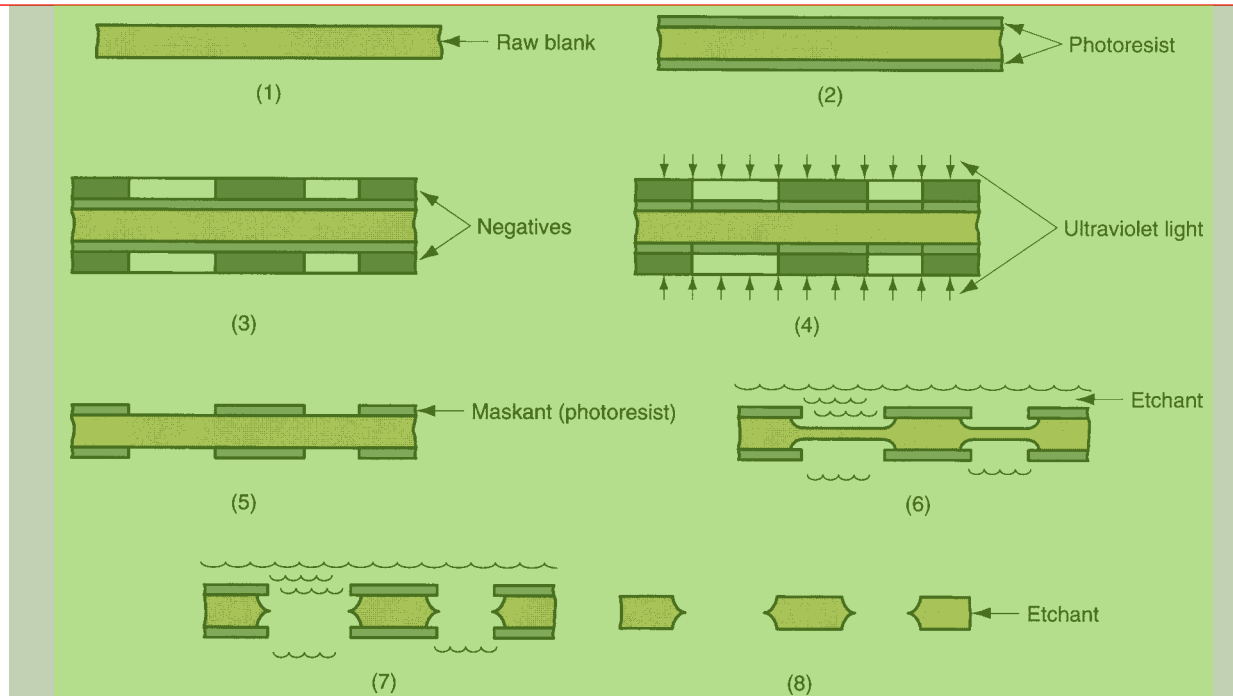 Raw blank
Photoresist
(1)
(2)
Negatives
Ultraviolet light
(3)
(4)
Maskant (photoresist)
Etchant
(5)
(6)
Etchant
(7)
(8)